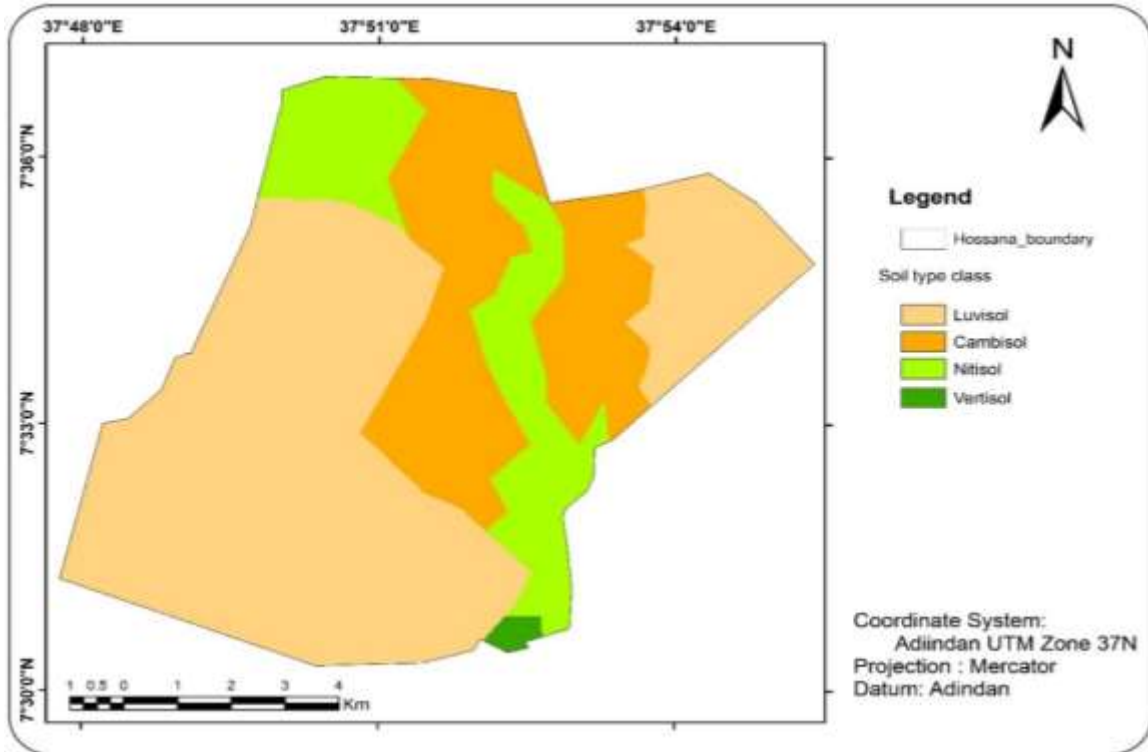 37°48'0"E 37°51'0"E 37°54'0"E
N
7°36'0"N
7°33'0"N
7°30'0"N
Legend
Hossana_boundary
Soil type class
Luvisol
Cambisol
Nitisol
Vertisol
Coordinate System:
Adiindan UTM Zone 37N
Projection : Mercator
Datum: Adindan
1 0.5 0 1 2 3 4
Km